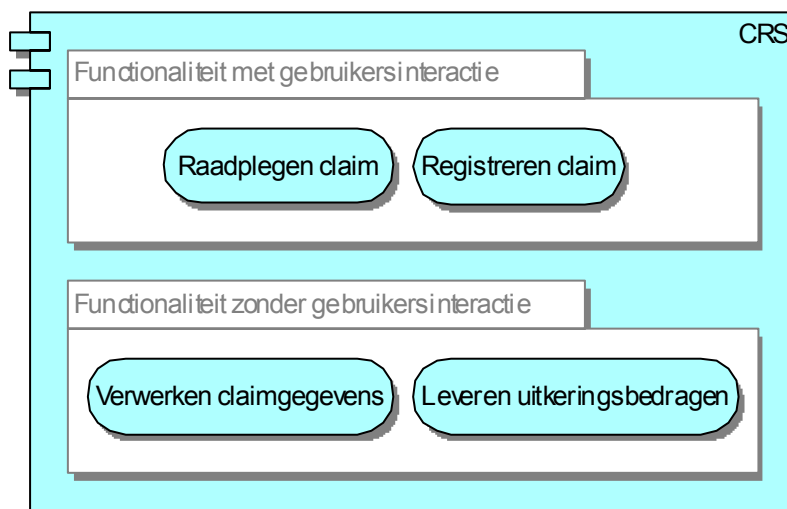 CRS
Functionaliteit met gebruikersinteractie
Raadplegen claim
Registreren claim
Functionaliteit zonder gebruikersinteractie
Verwerken claimgegevens
Leveren uitkeringsbedragen